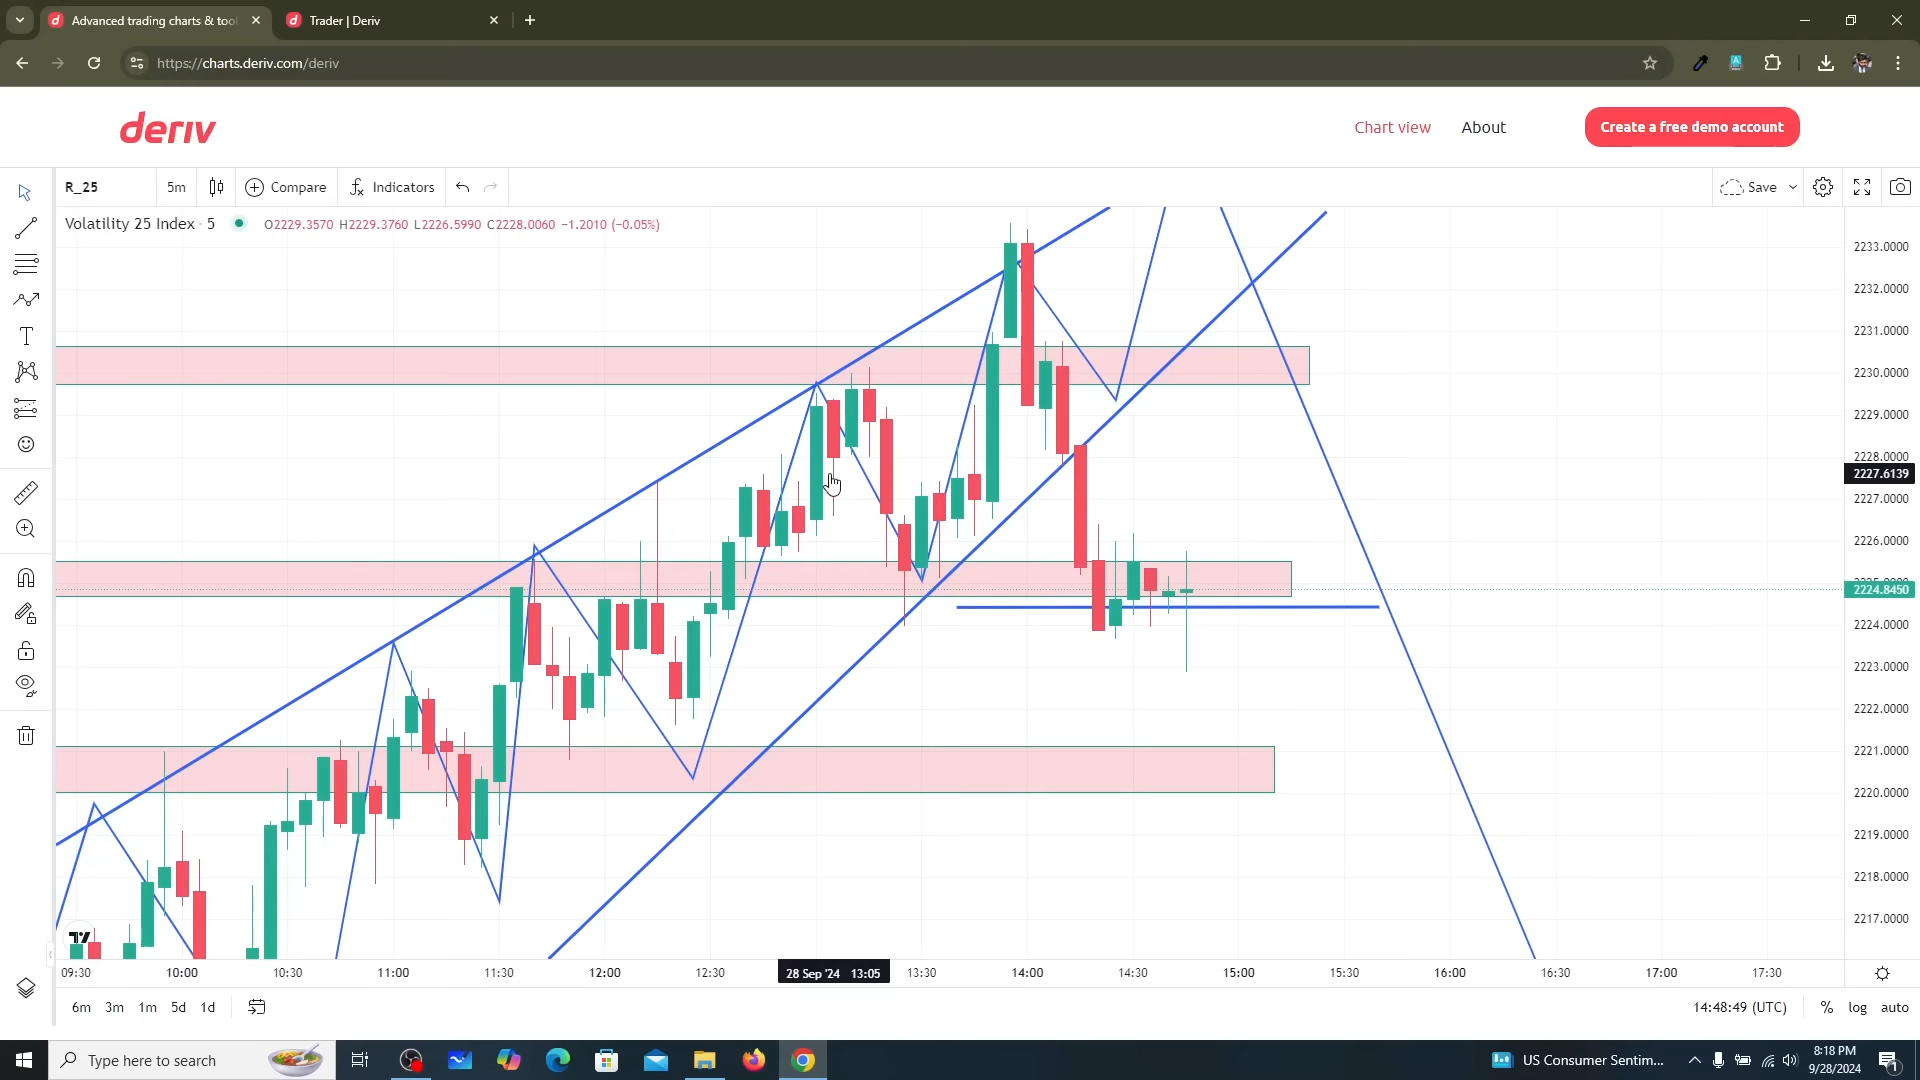 Advanced trading charts & tool
Trader | Deriv
https://charts.deriv.com/deriv
deriv
Chart view
About
Create a free demo account
R_25
5m
Compare
Indicators
Save
Volatility 25 Index · 5
O2229.3570 H2229.3760 L2226.5990 C2228.0060 −1.2010 (−0.05%)
2233.0000
2232.0000
2231.0000
2230.0000
2229.0000
2228.0000
2227.6139
2227.0000
2226.0000
2224.8450
2224.0000
2223.0000
2222.0000
2221.0000
2220.0000
2219.0000
2218.0000
2217.0000
09:30 10:00 10:30 11:00 11:30 12:00 12:30 28 Sep '24 13:05 13:30 14:00 14:30 15:00 15:30 16:00 16:30 17:00 17:30
6m 3m 1m 5d 1d
14:48:49 (UTC) % log auto
Type here to search
US Consumer Sentim...
8:18 PM
9/28/2024
1